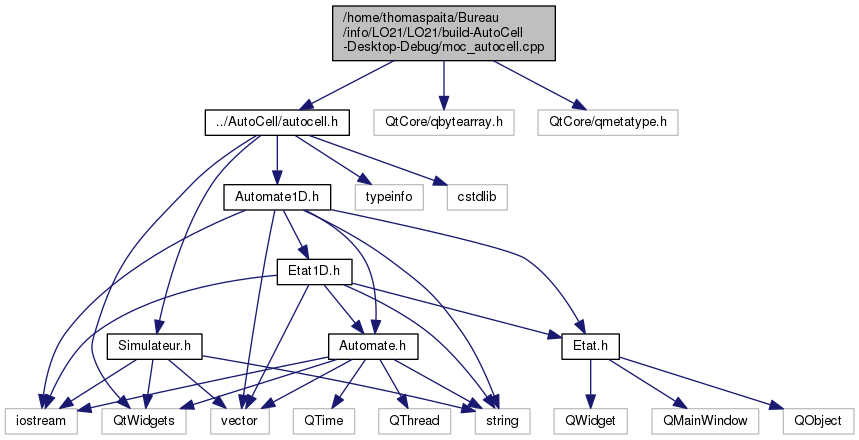 /home/thomaspaita/Bureau
/info/LO21/LO21/build-AutoCell
-Desktop-Debug/moc_autocell.cpp
../AutoCell/autocell.h
QtCore/qbytearray.h
QtCore/qmetatype.h
Automate1D.h
typeinfo
cstdlib
Etat1D.h
Simulateur.h
Automate.h
Etat.h
iostream
QtWidgets
vector
QTime
QThread
string
QWidget
QMainWindow
QObject